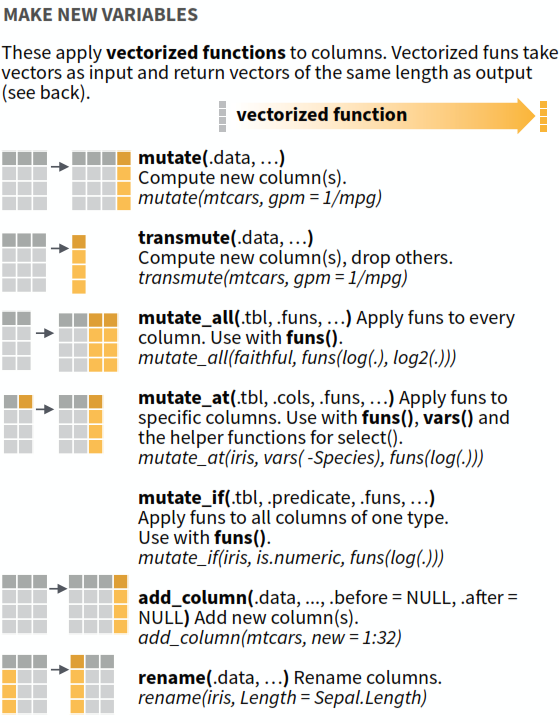 MAKE NEW VARIABLES
These apply vectorized functions to columns. Vectorized funs take
vectors as input and return vectors of the same length as output
(see back).
vectorized function
mutate(.data, …)
Compute new column(s).
mutate(mtcars, gpm = 1/mpg)
transmute(.data, …)
Compute new column(s), drop others.
transmute(mtcars, gpm = 1/mpg)
mutate_all(.tbl, .funs, …) Apply funs to every
column. Use with funs().
mutate_all(faithful, funs(log(.), log2(.)))
mutate_at(.tbl, .cols, .funs, …) Apply funs to
specific columns. Use with funs(), vars() and
the helper functions for select().
mutate_at(iris, vars( -Species), funs(log(.)))
mutate_if(.tbl, .predicate, .funs, …)
Apply funs to all columns of one type.
Use with funs().
mutate_if(iris, is.numeric, funs(log(.)))
add_column(.data, ..., .before = NULL, .after =
NULL) Add new column(s).
add_column(mtcars, new = 1:32)
rename(.data, …) Rename columns.
rename(iris, Length = Sepal.Length)